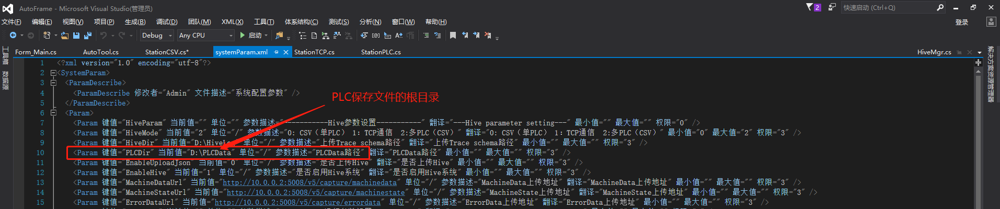 AutoFrame - Microsoft Visual Studio(管理员)
2
快速启动 (Ctrl+Q)
文件(F) 编辑(E) 视图(V) 项目(P) 生成(B) 调试(D) 团队(M) XML(X) 工具(T) 体系结构(C) 测试(S) 分析(N) 窗口(W) 帮助(H)
登录
Debug Any CPU 启动
工具箱 数据源
Form_Main.cs AutoTool.cs StationCSV.cs* systemParam.xml StationTCP.cs StationPLC.cs HiveMgr.cs
解决方案资源管理器
1 <?xml version="1.0" encoding="utf-8"?>
2 <SystemParam>
3 <ParamDescribe>
4 <ParamDescribe 修改者="Admin" 文件描述="系统配置参数" />
PLC保存文件的根目录
5 </ParamDescribe>
6 <Param>
7 <Param 键值="HiveParam" 当前值="" 单位="" 参数描述="-----------Hive参数设置-----------" 翻译="---Hive parameter setting---" 最小值="" 最大值="" 权限="0" />
8 <Param 键值="HiveMode" 当前值="2" 单位="/" 参数描述="0: CSV（单PLC） 1：TCP通信 2:多PLC（CSV）" 翻译="0: CSV（单PLC） 1：TCP通信 2:多PLC（CSV）" 最小值="0" 最大值="2" 权限="3" />
9 <Param 键值="HiveDir" 当前值="D:\HiveLog" 单位="/" 参数描述="上传Trace schema路径" 翻译="上传Trace schema路径" 最小值="" 最大值="" 权限="3" />
10 <Param 键值="PLCDir" 当前值="D:\PLCData" 单位="/" 参数描述="PLCData路径" 翻译="PLCData路径" 最小值="" 最大值="" 权限="3" />
11 <Param 键值="EnableUploadJson" 当前值="0" 单位="/" 参数描述="是否上传Hive" 翻译="是否上传Hive" 最小值="" 最大值="" 权限="3" />
12 <Param 键值="EnableHive" 当前值="1" 单位="/" 参数描述="是否启用Hive系统" 翻译="是否启用Hive系统" 最小值="" 最大值="" 权限="3" />
13 <Param 键值="MachineDataUrl" 当前值="http://10.0.0.2:5008/v5/capture/machinedata" 单位="/" 参数描述="MachineData上传地址" 翻译="MachineData上传地址" 最小值="" 最大值="" 权限="3" />
14 <Param 键值="MachineStateUrl" 当前值="http://10.0.0.2:5008/v5/capture/machinestate" 单位="/" 参数描述="MachineState上传地址" 翻译="MachineState上传地址" 最小值="" 最大值="" 权限="3" />
15 <Param 键值="ErrorDataUrl" 当前值="http://10.0.0.2:5008/v5/capture/errordata" 单位="/" 参数描述="ErrorData上传地址" 翻译="ErrorData上传地址" 最小值="" 最大值="" 权限="3" />